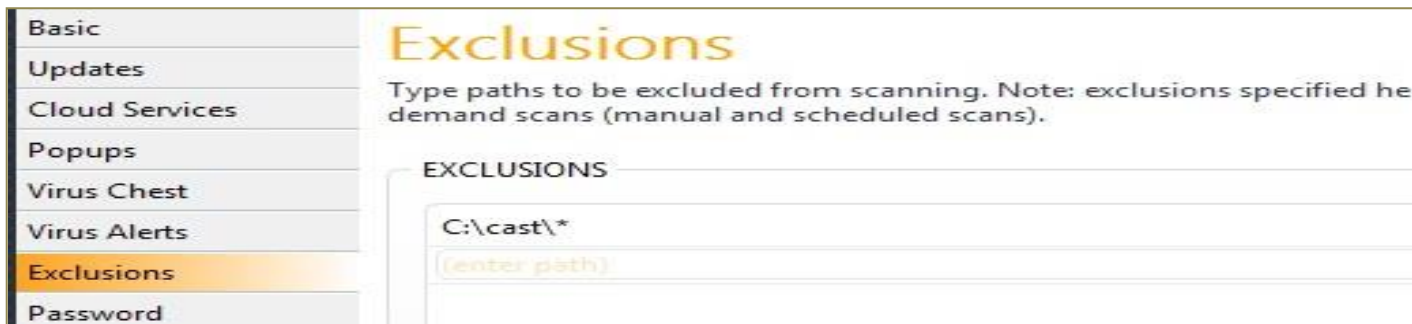 Basic
Updates
Cloud Services
Popups
Virus Chest
Virus Alerts
Exclusions
Password
Exclusions
Type paths to be excluded from scanning. Note: exclusions specified he
demand scans (manual and scheduled scans).
EXCLUSIONS
C:\cast\*
(enter path)